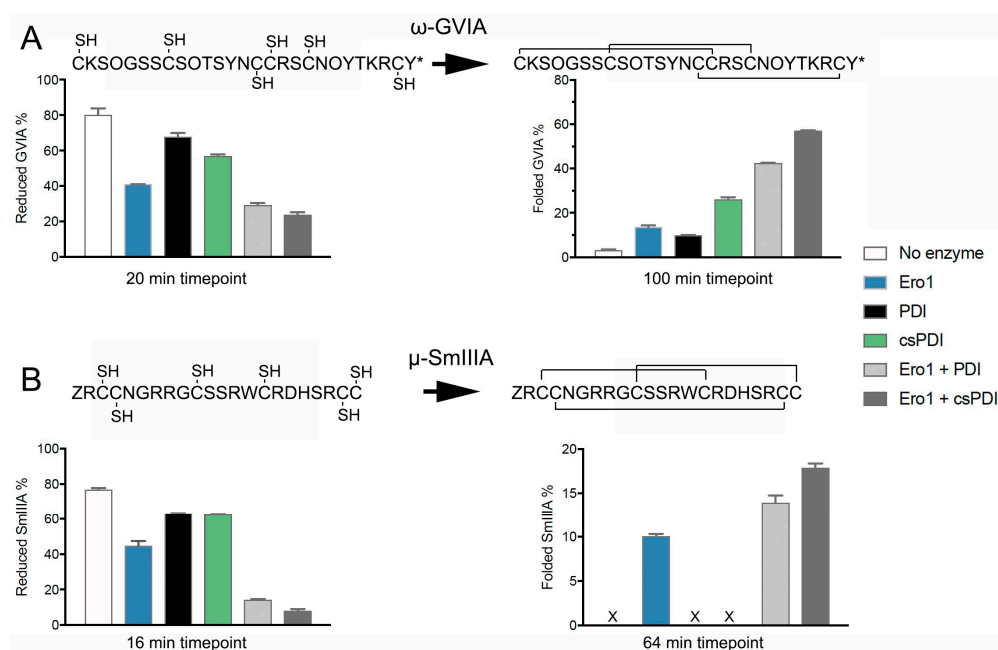 A
ω-GVIA
SH SH SH SH
CKSOGSSCSOTSYNCCRSCNOYTKRCY*
SH SH
CKSOGSSCSOTSYNCCRSCNOYTKRCY*
Reduced GVIA %
100
80
60
40
20
0
20 min timepoint
Folded GVIA %
80
60
40
20
0
100 min timepoint
No enzyme
Ero1
PDI
csPDI
Ero1 + PDI
Ero1 + csPDI
B
μ-SmIIIA
SH SH SH
ZRCCNGRRGCSSRWCRDHSRCC
SH SH
ZRCCNGRRGCSSRWCRDHSRCC
Reduced SmIIIA %
100
80
60
40
20
0
16 min timepoint
Folded SmIIIA %
20
15
10
5
0
X X X
64 min timepoint